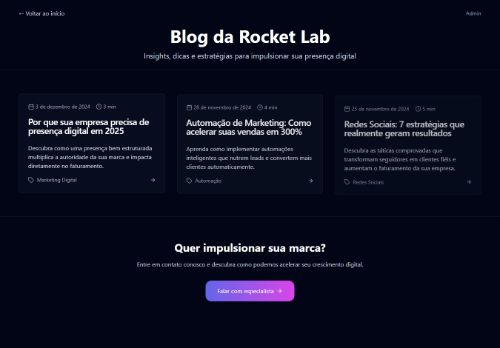 ← Voltar ao início
Admin
Blog da Rocket Lab
Insights, dicas e estratégias para impulsionar sua presença digital
3 de dezembro de 2024 3 min
Por que sua empresa precisa de
presença digital em 2025
Descubra como uma presença bem estruturada
multiplica a autoridade da sua marca e impacta
diretamente no faturamento.
Marketing Digital →
28 de novembro de 2024 4 min
Automação de Marketing: Como
acelerar suas vendas em 300%
Aprenda como implementar automações
inteligentes que nutrem leads e convertem mais
clientes automaticamente.
Automação →
25 de novembro de 2024 5 min
Redes Sociais: 7 estratégias que
realmente geram resultados
Descubra as táticas comprovadas que
transformam seguidores em clientes fiéis e
aumentam o faturamento da sua empresa.
Redes Sociais →
Quer impulsionar sua marca?
Entre em contato conosco e descubra como podemos acelerar seu crescimento digital.
Falar com especialista →